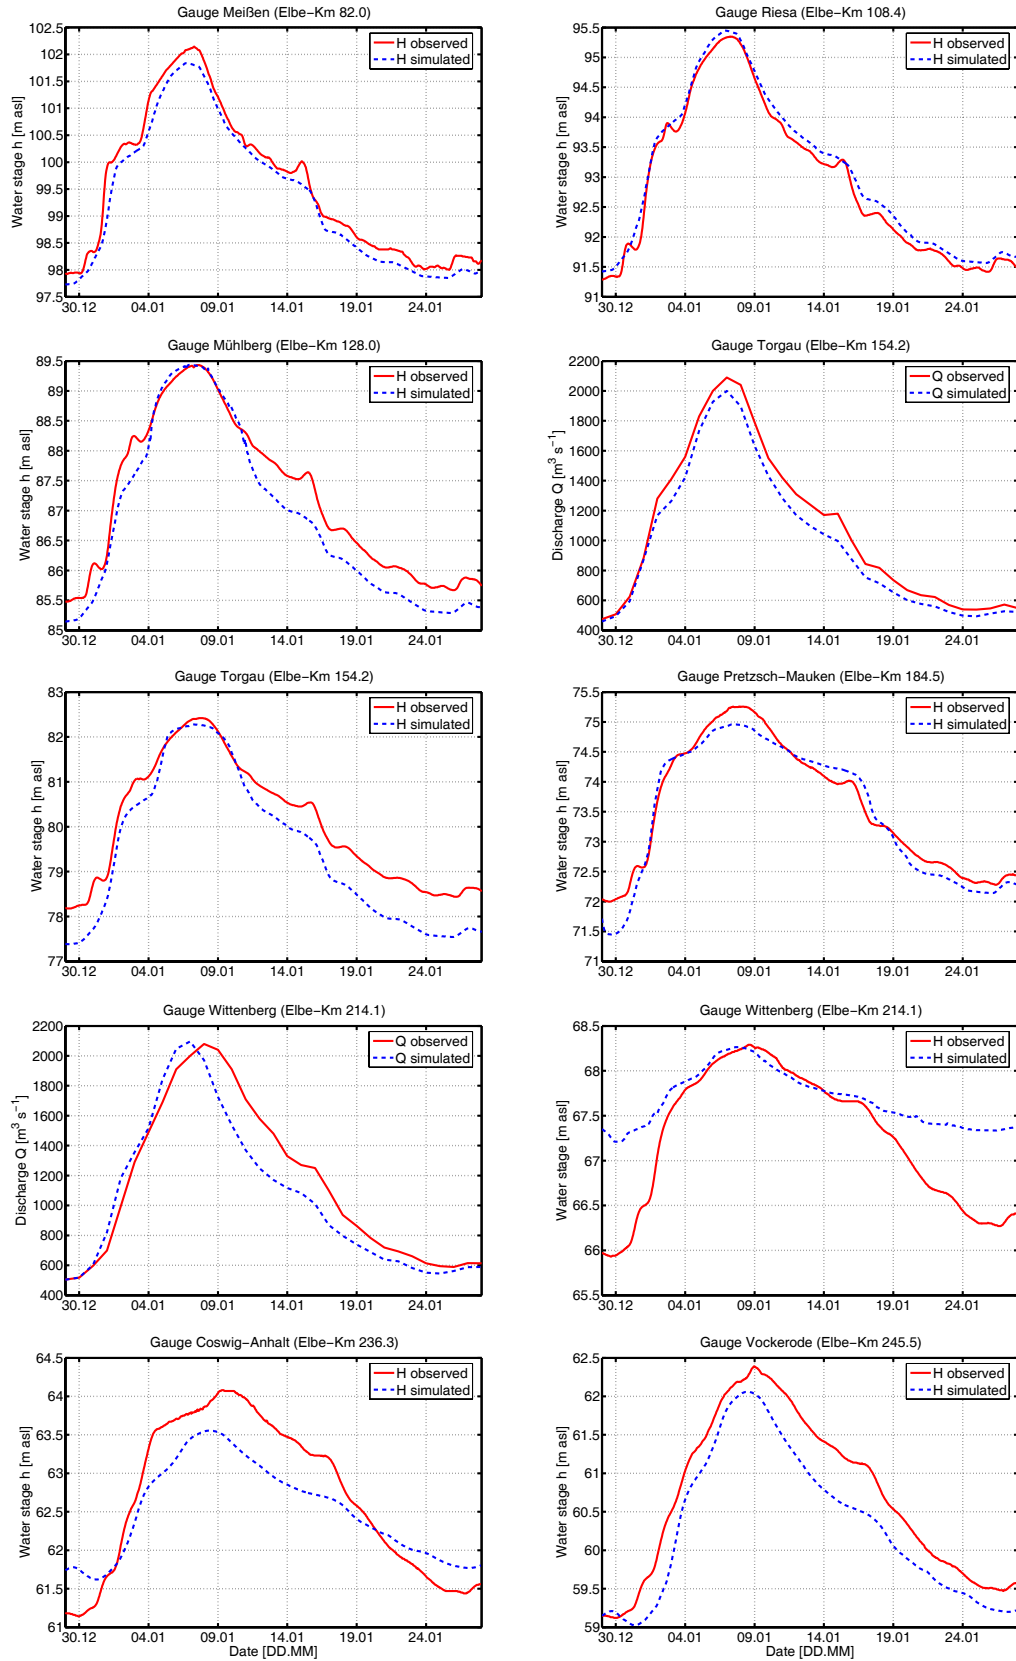 Gauge Meißen (Elbe−Km 82.0)
Water stage h [m asl]
102.5
102
101.5
101
100.5
100
99.5
99
98.5
98
97.5
30.12 04.01 09.01 14.01 19.01 24.01
H observed
H simulated
Gauge Riesa (Elbe−Km 108.4)
Water stage h [m asl]
95.5
95
94.5
94
93.5
93
92.5
92
91.5
91
30.12 04.01 09.01 14.01 19.01 24.01
H observed
H simulated
Gauge Mühlberg (Elbe−Km 128.0)
Water stage h [m asl]
89.5
89
88.5
88
87.5
87
86.5
86
85.5
85
30.12 04.01 09.01 14.01 19.01 24.01
H observed
H simulated
Gauge Torgau (Elbe−Km 154.2)
Discharge Q [m³ s⁻¹]
2200
2000
1800
1600
1400
1200
1000
800
600
400
30.12 04.01 09.01 14.01 19.01 24.01
Q observed
Q simulated
Gauge Torgau (Elbe−Km 154.2)
Water stage h [m asl]
83
82
81
80
79
78
77
30.12 04.01 09.01 14.01 19.01 24.01
H observed
H simulated
Gauge Pretzsch−Mauken (Elbe−Km 184.5)
Water stage h [m asl]
75.5
75
74.5
74
73.5
73
72.5
72
71.5
71
30.12 04.01 09.01 14.01 19.01 24.01
H observed
H simulated
Gauge Wittenberg (Elbe−Km 214.1)
Discharge Q [m³ s⁻¹]
2200
2000
1800
1600
1400
1200
1000
800
600
400
30.12 04.01 09.01 14.01 19.01 24.01
Q observed
Q simulated
Gauge Wittenberg (Elbe−Km 214.1)
Water stage [m asl]
68.5
68
67.5
67
66.5
66
65.5
30.12 04.01 09.01 14.01 19.01 24.01
H observed
H simulated
Gauge Coswig−Anhalt (Elbe−Km 236.3)
Water stage h [m asl]
64.5
64
63.5
63
62.5
62
61.5
61
30.12 04.01 09.01 14.01 19.01 24.01
Date [DD.MM]
H observed
H simulated
Gauge Vockerode (Elbe−Km 245.5)
Water stage h [m asl]
62.5
62
61.5
61
60.5
60
59.5
59
30.12 04.01 09.01 14.01 19.01 24.01
Date [DD.MM]
H observed
H simulated